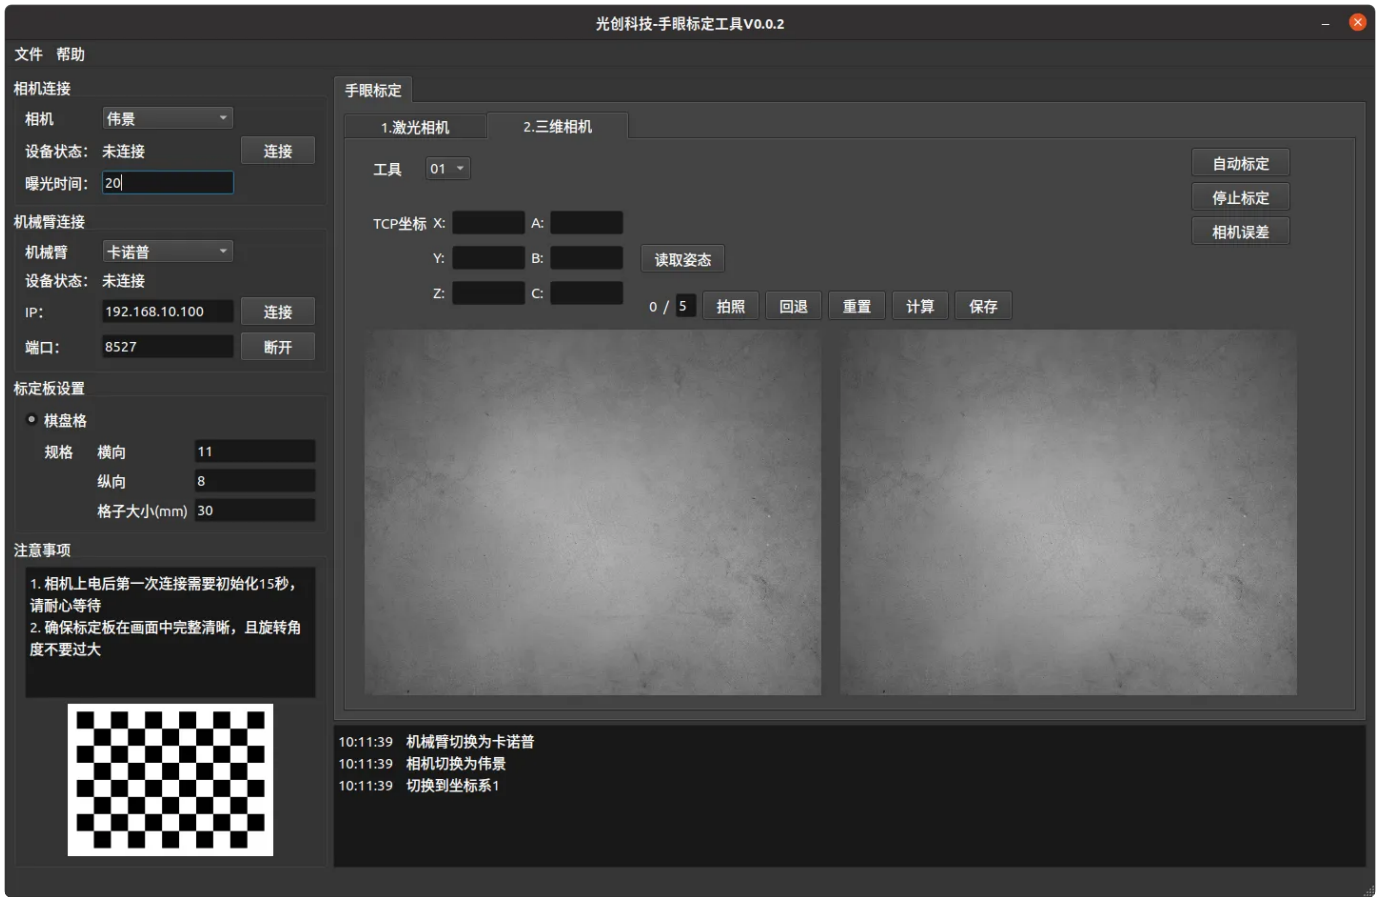 光创科技-手眼标定工具V0.0.2
文件 帮助
相机连接
相机 伟景
设备状态: 未连接 连接
曝光时间: 20
机械臂连接
机械臂 卡诺普
设备状态: 未连接
IP: 192.168.10.100 连接
端口: 8527 断开
标定板设置
棋盘格
规格 横向 11
纵向 8
格子大小(mm) 30
注意事项
1. 相机上电后第一次连接需要初始化15秒，
请耐心等待
2. 确保标定板在画面中完整清晰，且旋转角
度不要过大
手眼标定
1.激光相机 2.三维相机
工具 01
自动标定
停止标定
相机误差
TCP坐标 X: A:
Y: B: 读取姿态
Z: C:
0 / 5 拍照 回退 重置 计算 保存
10:11:39 机械臂切换为卡诺普
10:11:39 相机切换为伟景
10:11:39 切换到坐标系1